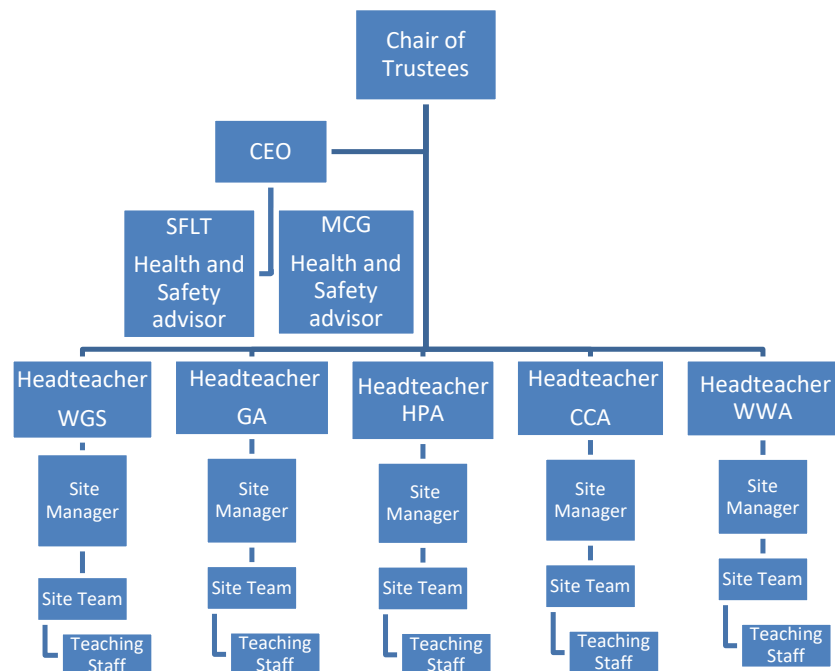 Chair of
Trustees
CEO
SFLT
Health and
Safety
advisor
MCG
Health and
Safety
advisor
Headteacher
WGS
Headteacher
GA
Headteacher
HPA
Headteacher
CCA
Headteacher
WWA
Site
Manager
Site
Manager
Site
Manager
Site
Manager
Site
Manager
Site Team
Site Team
Site Team
Site Team
Site Team
Teaching
Staff
Teaching
Staff
Teaching
Staff
Teaching
Staff
Teaching
Staff